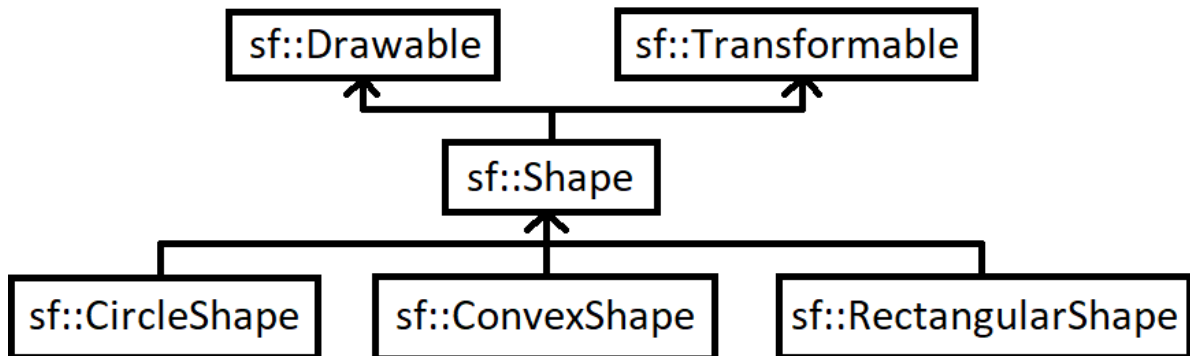 sf::Drawable
sf::Transformable
sf::Shape
sf::CircleShape
sf::ConvexShape
sf::RectangularShape